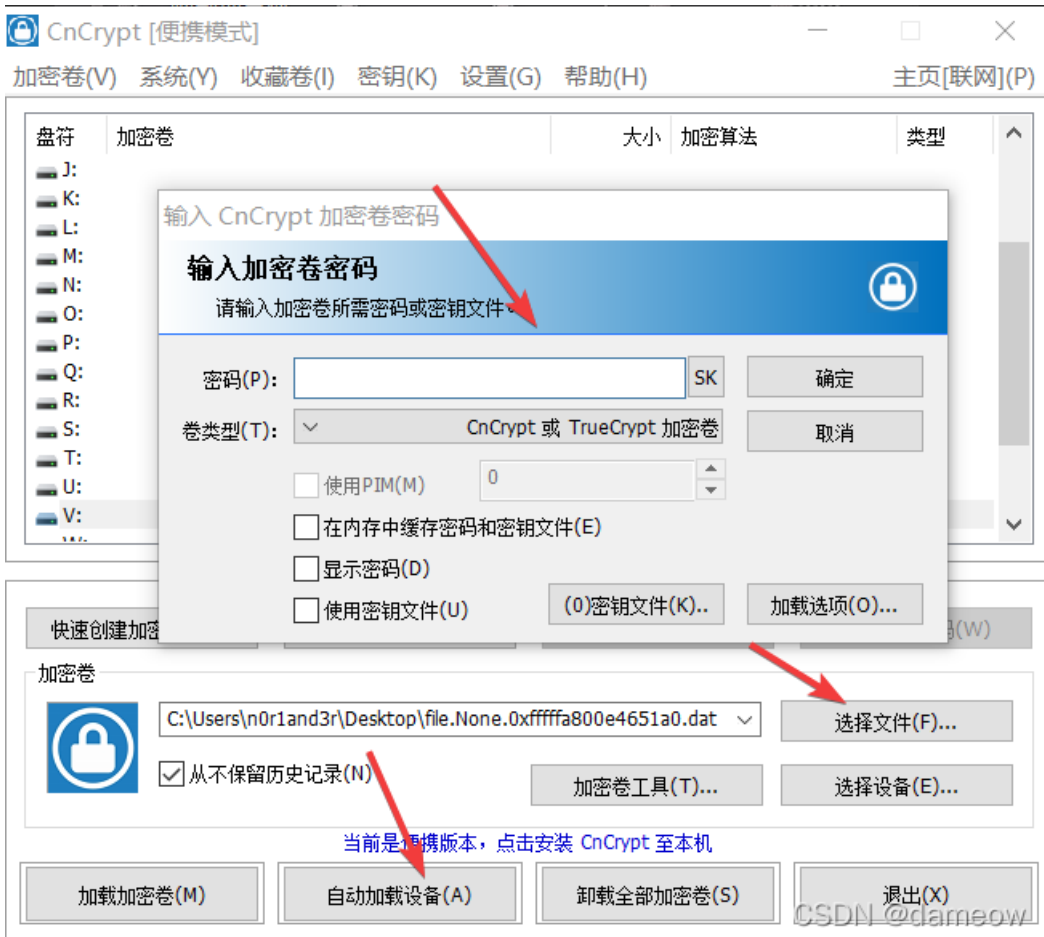 CnCrypt [便携模式]
加密卷(V) 系统(Y) 收藏卷(I) 密钥(K) 设置(G) 帮助(H) 主页[联网](P)
盘符 加密卷 大小 加密算法 类型
J:
K:
L:
M:
N:
O:
P:
Q:
R:
S:
T:
U:
V:
输入 CnCrypt 加密卷密码
输入加密卷密码
请输入加密卷所需密码或密钥文件。
密码(P): SK 确定
卷类型(T): CnCrypt 或 TrueCrypt 加密卷 取消
使用PIM(M) 0
在内存中缓存密码和密钥文件(E)
显示密码(D)
使用密钥文件(U) (0)密钥文件(K).. 加载选项(O)...
快速创建加密 (W)
加密卷
C:\Users\n0r1and3r\Desktop\file.None.0xfffffa800e4651a0.dat 选择文件(F)...
从不保留历史记录(N) 加密卷工具(T)... 选择设备(E)...
当前是便携版本，点击安装 CnCrypt 至本机
加载加密卷(M) 自动加载设备(A) 卸载全部加密卷(S) 退出(X)
CSDN @dameow